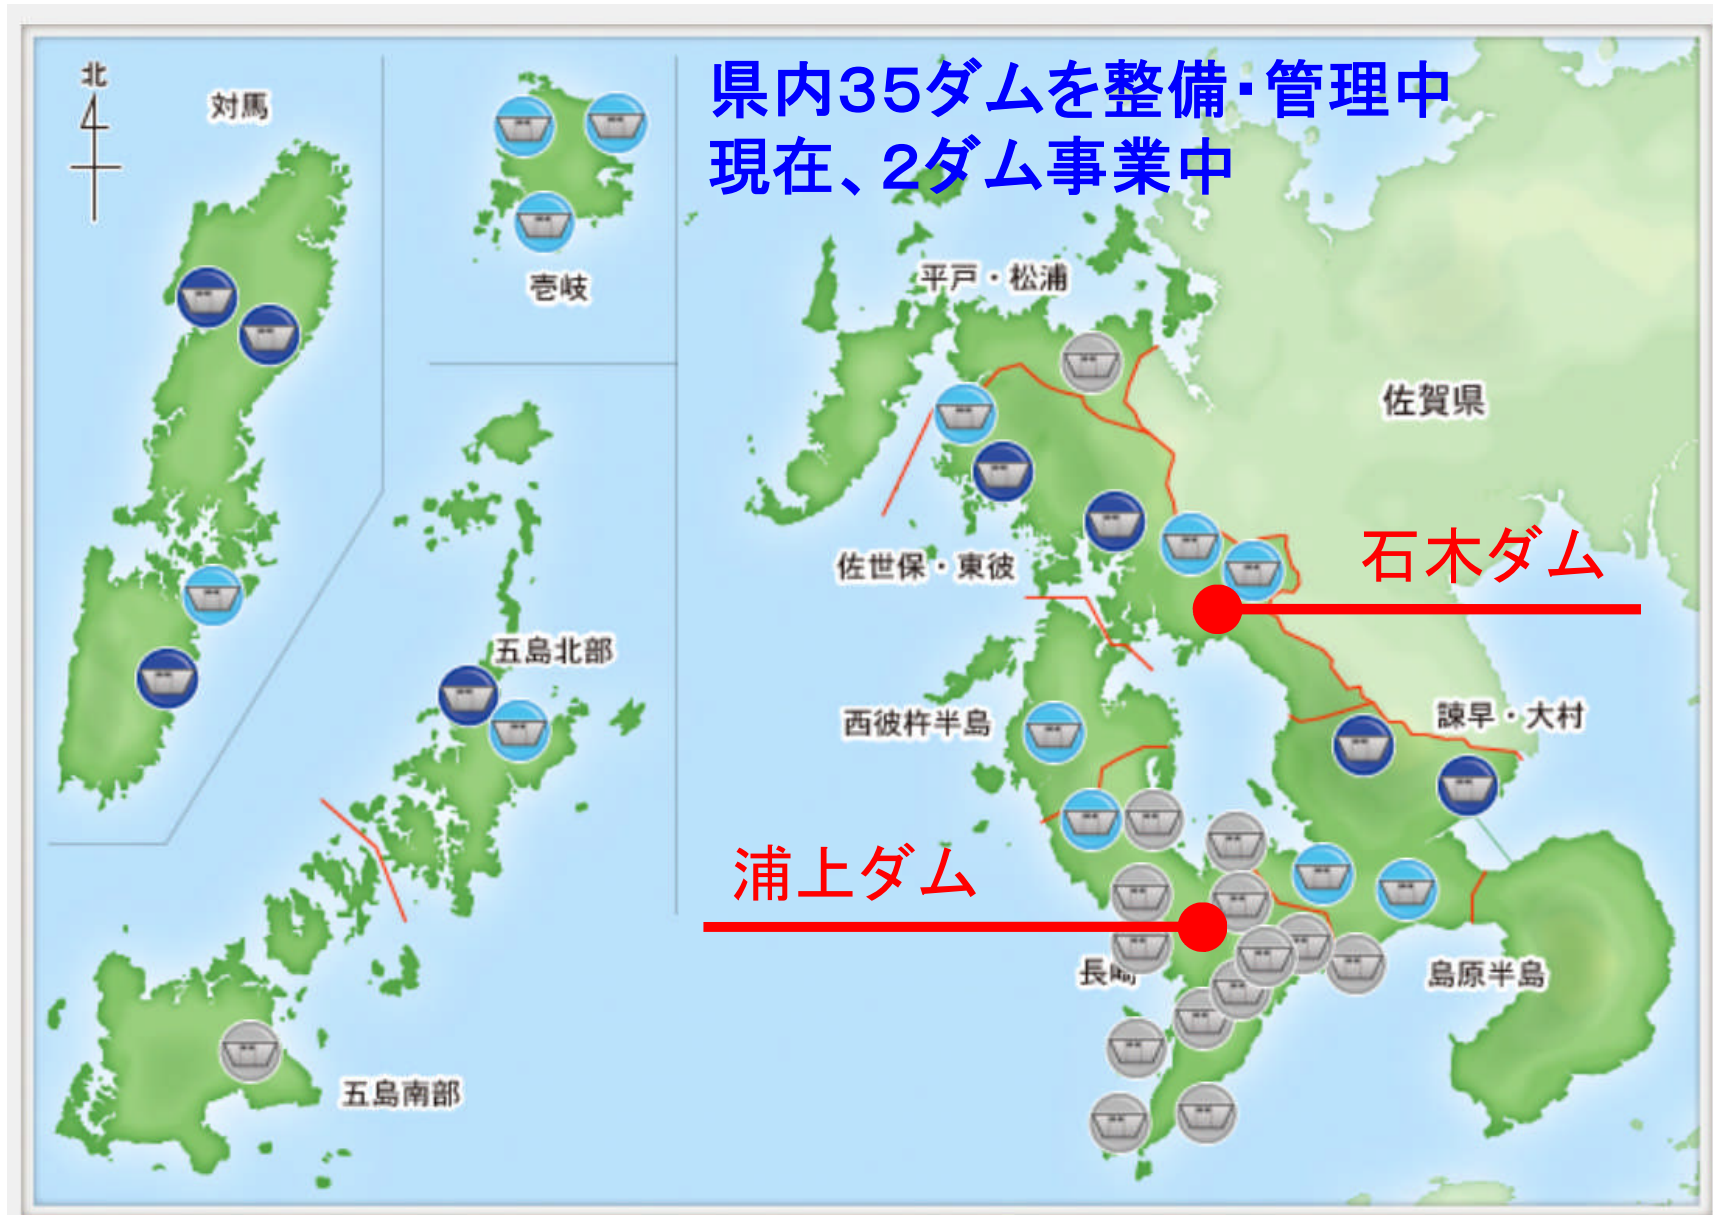 県内35ダムを整備・管理中
現在、2ダム事業中
北
対馬
壱岐
平戸・松浦
佐賀県
石木ダム
佐世保・東彼
五島北部
西彼杵半島
諫早・大村
浦上ダム
長崎
島原半島
五島南部